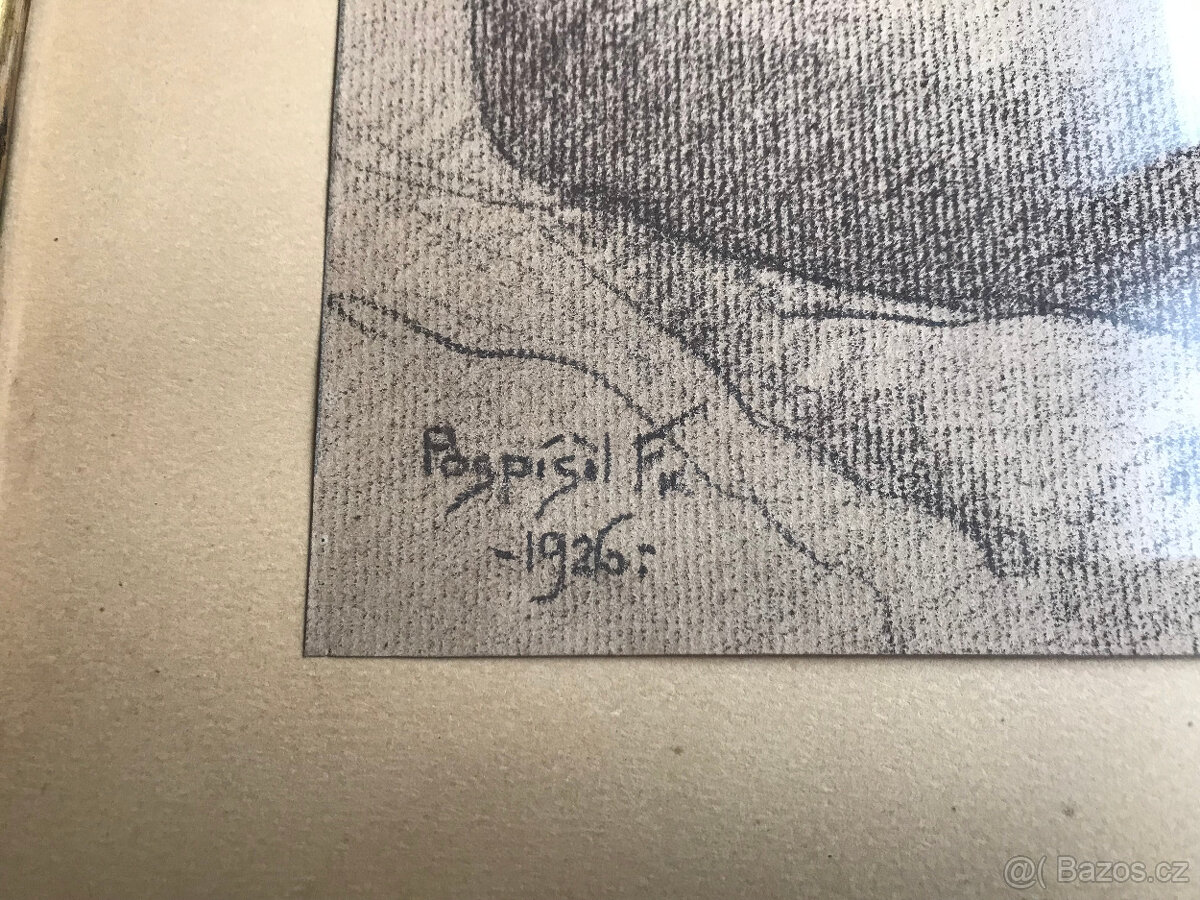 Pospíšil Fr.
-1926:
@( Bazos.cz